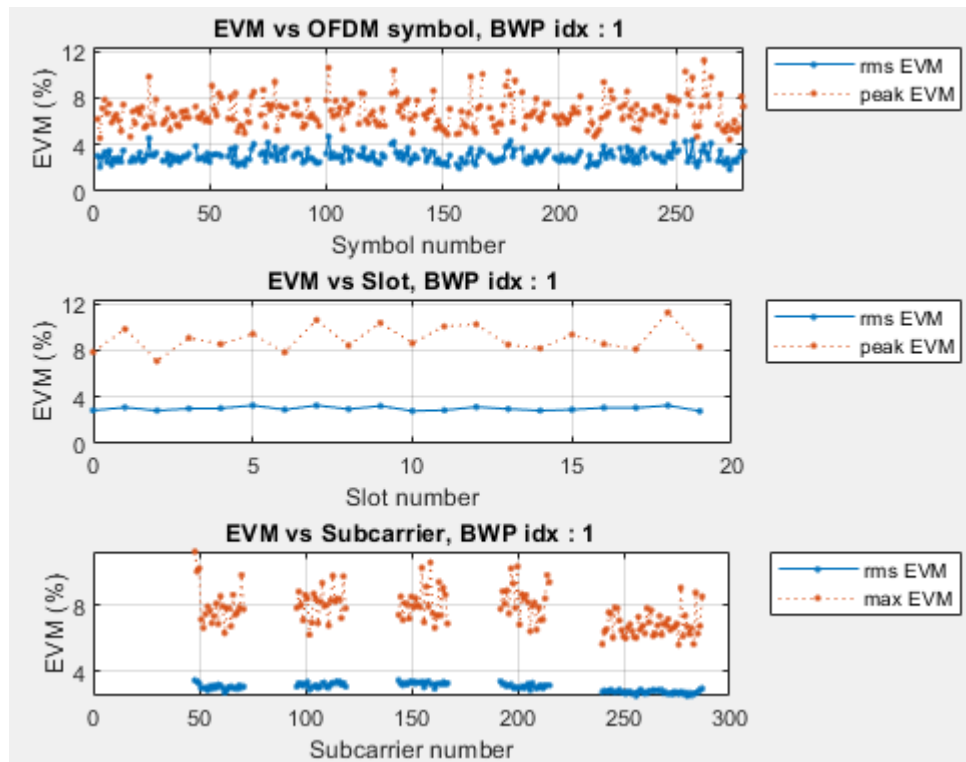 EVM vs OFDM symbol, BWP idx : 1
12
8
4
0
EVM (%)
0 50 100 150 200 250
Symbol number
rms EVM
peak EVM
EVM vs Slot, BWP idx : 1
12
8
4
0
EVM (%)
0 5 10 15 20
Slot number
rms EVM
peak EVM
EVM vs Subcarrier, BWP idx : 1
8
4
EVM (%)
0 50 100 150 200 250 300
Subcarrier number
rms EVM
max EVM